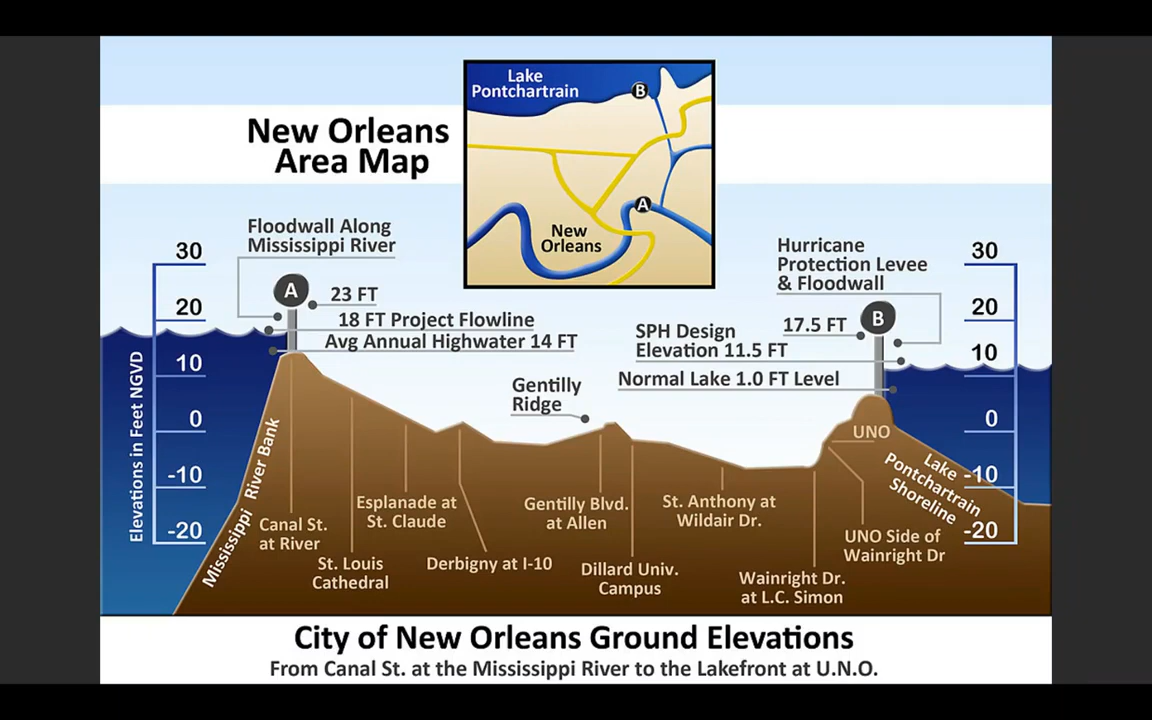 Lake
Pontchartrain
B
New Orleans
Area Map
A
New
Orleans
Floodwall Along
Mississippi River
Hurricane
Protection Levee
& Floodwall
30
30
A
23 FT
20
20
18 FT Project Flowline
17.5 FT
B
SPH Design
Elevation 11.5 FT
Avg Annual Highwater 14 FT
10
10
Normal Lake 1.0 FT Level
Gentilly
Ridge
0
0
UNO
-10
-10
-20
-20
Elevations in Feet NGVD
Mississippi River Bank
Lake
Pontchartrain
Shoreline
Canal St.
at River
St. Louis
Cathedral
Esplanade at
St. Claude
Derbigny at I-10
Gentilly Blvd.
at Allen
Dillard Univ.
Campus
St. Anthony at
Wildair Dr.
Wainright Dr.
at L.C. Simon
UNO Side of
Wainright Dr
City of New Orleans Ground Elevations
From Canal St. at the Mississippi River to the Lakefront at U.N.O.